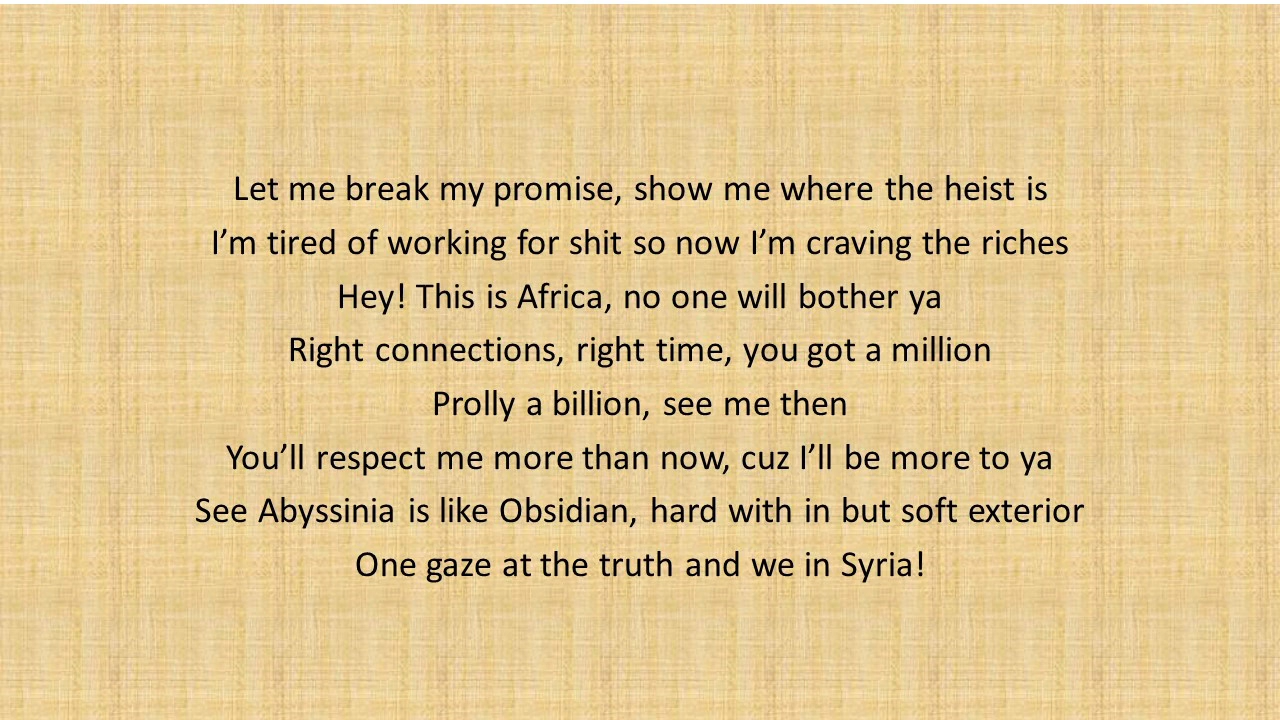 Let me break my promise, show me where the heist is
I’m tired of working for shit so now I’m craving the riches
Hey! This is Africa, no one will bother ya
Right connections, right time, you got a million
Prolly a billion, see me then
You’ll respect me more than now, cuz I’ll be more to ya
See Abyssinia is like Obsidian, hard with in but soft exterior
One gaze at the truth and we in Syria!